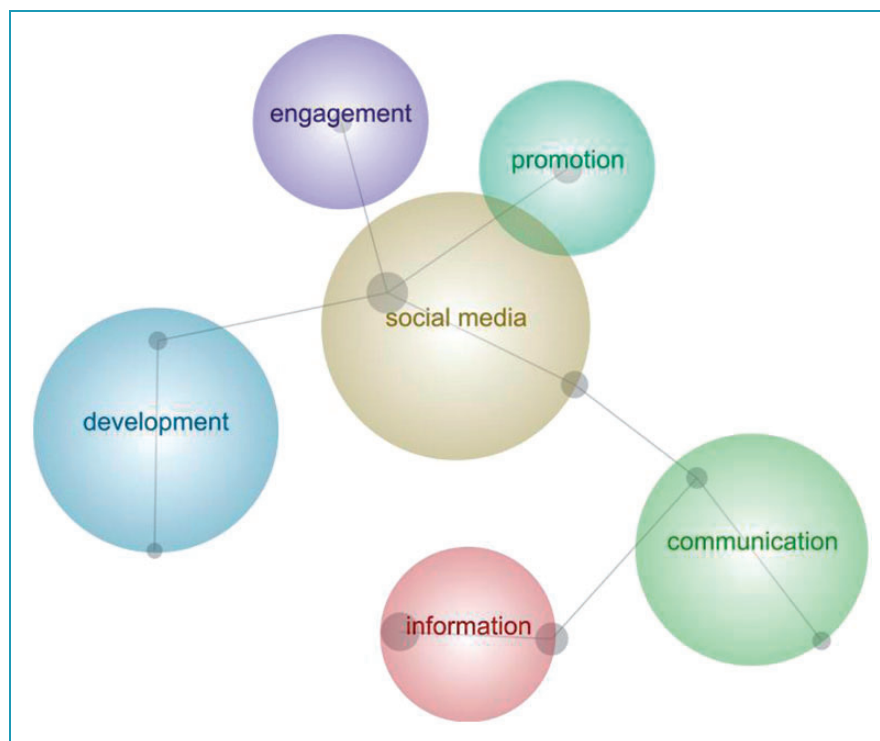 engagement
promotion
social media
development
communication
information